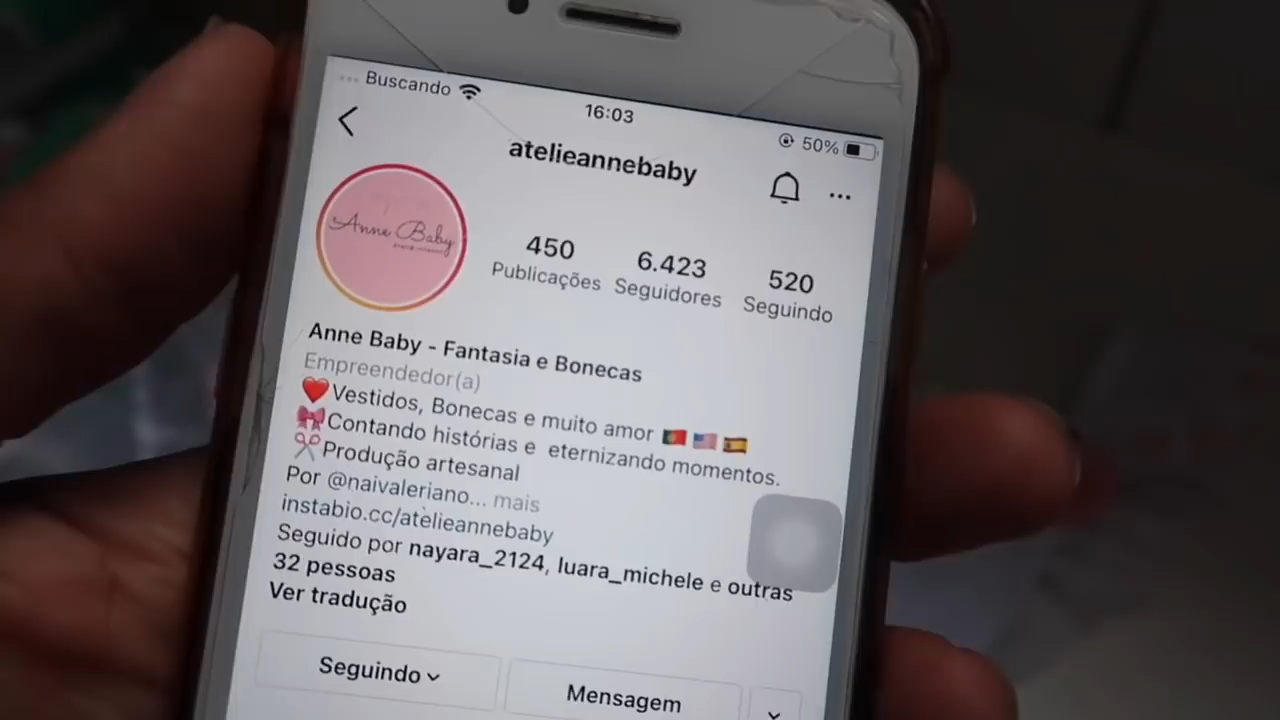 Buscando
16:03
50%
atelieannebaby
Anne Baby
450
6.423
520
Publicações
Seguidores
Seguindo
Anne Baby - Fantasia e Bonecas
Empreendedor(a)
❤️Vestidos, Bonecas e muito amor 🇵🇹 🇺🇸 🇪🇸
🎀Contando histórias e eternizando momentos.
✂️Produção artesanal
Por @naivaleriano... mais
instabio.cc/atelieannebaby
Seguido por nayara_2124, luara_michele e outras
32 pessoas
Ver tradução
Seguindo
Mensagem